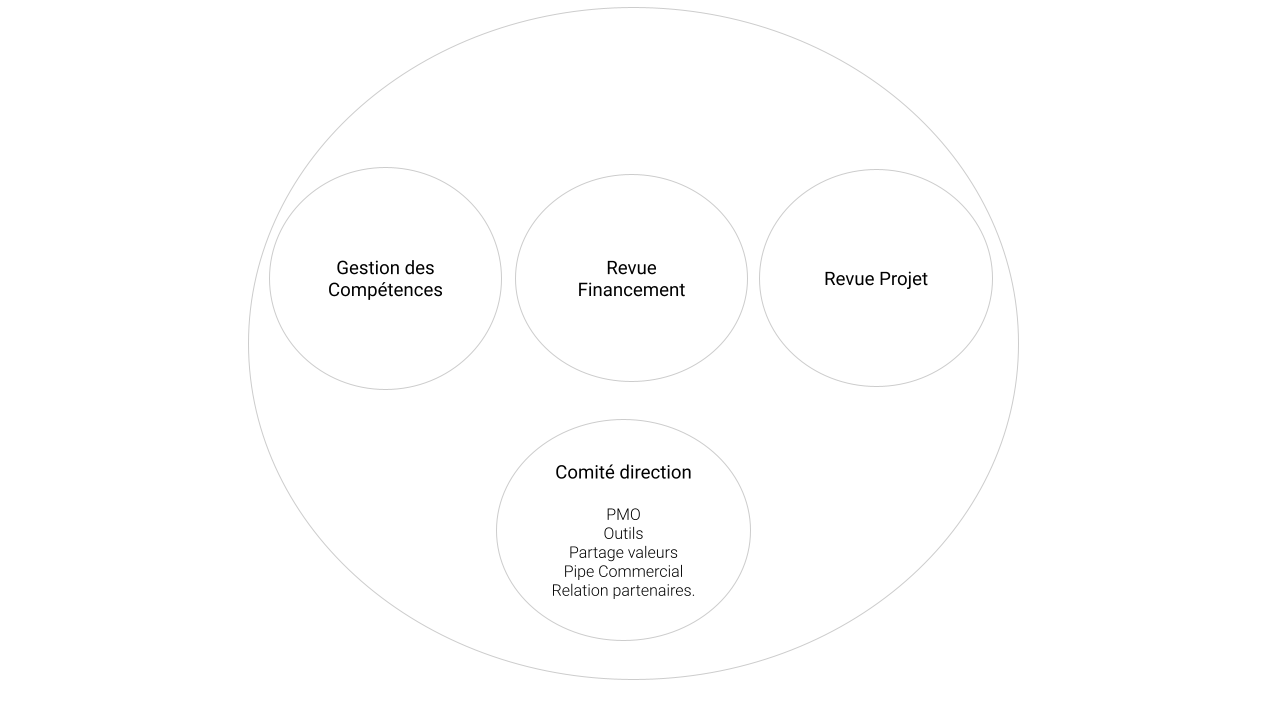 Gestion des
Compétences
Revue
Financement
Revue Projet
Comité direction
PMO
Outils
Partage valeurs
Pipe Commercial
Relation partenaires.